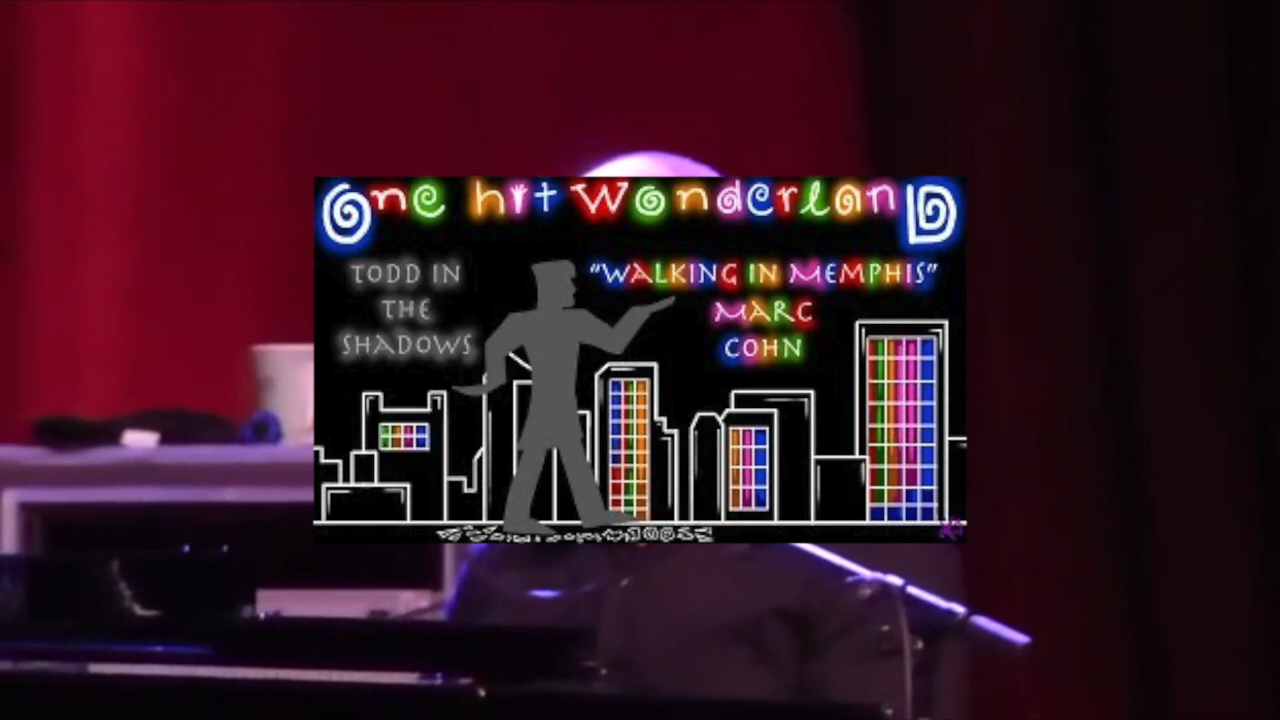 One hit WonderlanD
TODD IN
THE
SHADOWS
“WALKING IN MEMPHIS”
MARC
COHN